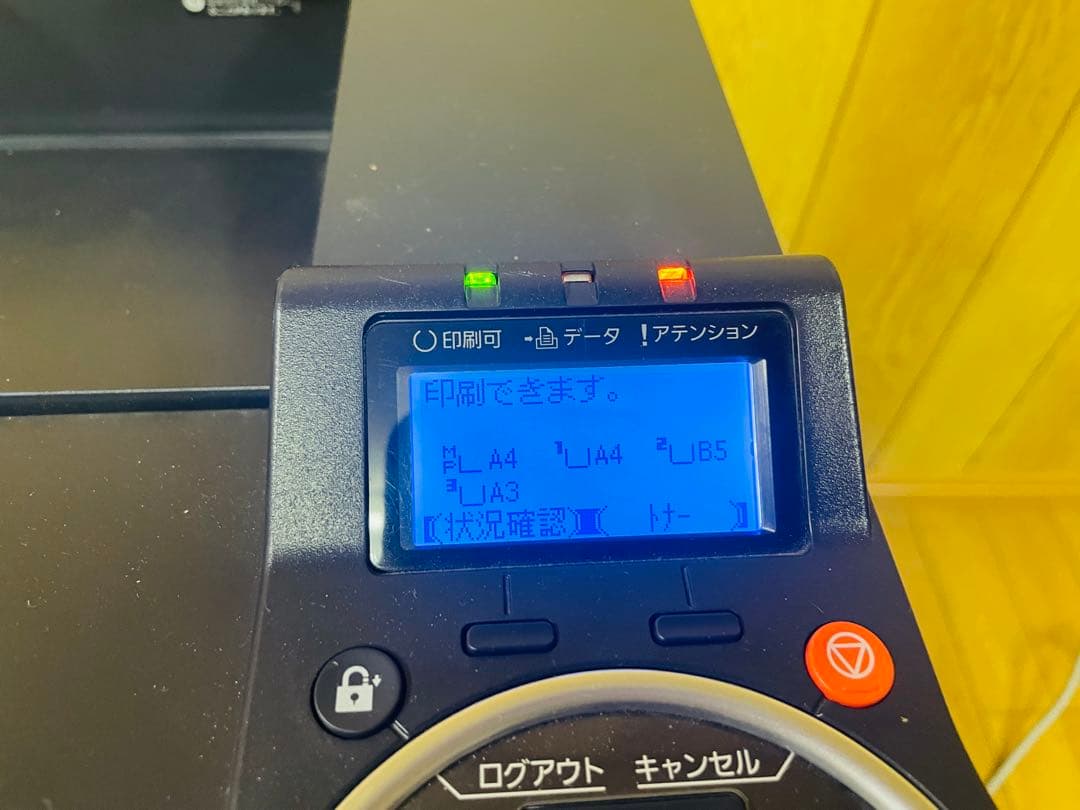 印刷可 データ !アテンション
印刷できます。
MP A4 1 A4 2 B5
3 A3
【状況確認】【 ﾄﾅｰ 】
ログアウト キャンセル